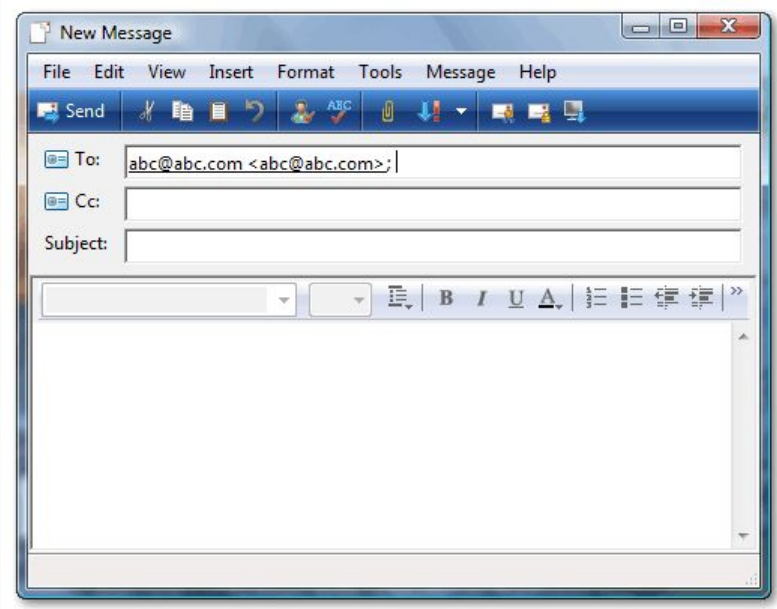 New Message
File Edit View Insert Format Tools Message Help
Send ABC
To: abc@abc.com <abc@abc.com>;
Cc:
Subject:
B I U A